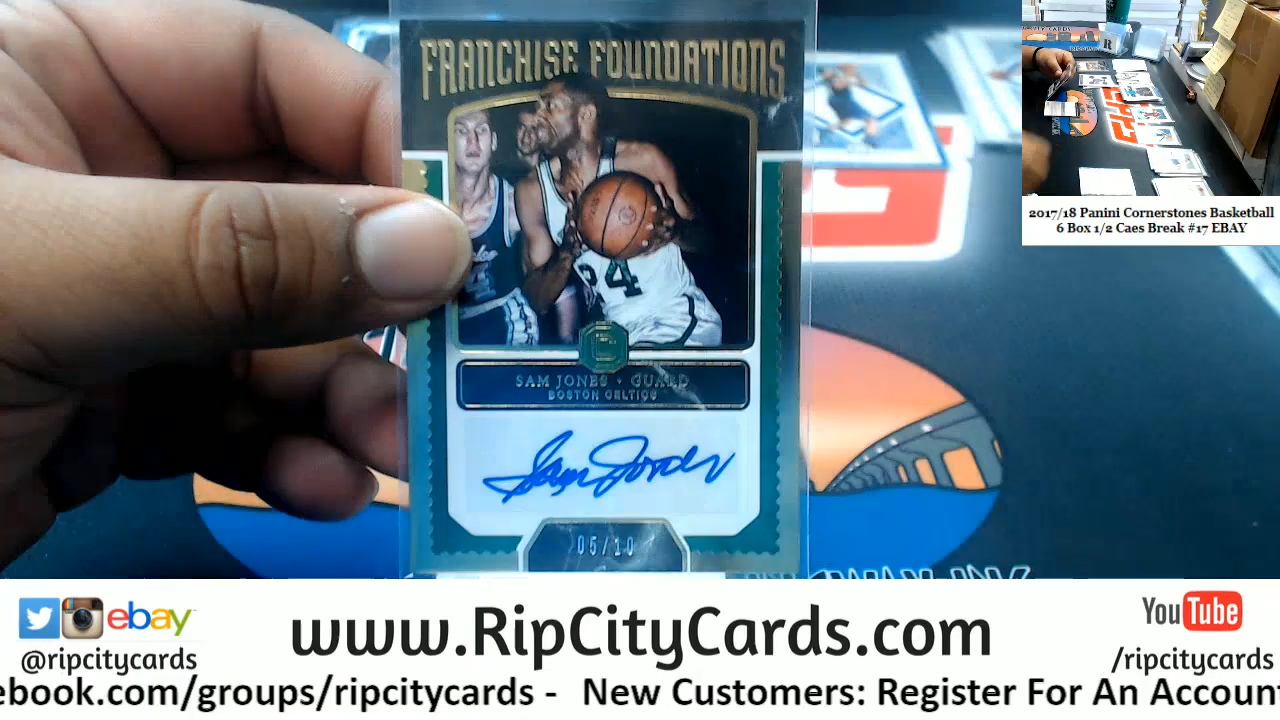 FRANCHISE FOUNDATIONS
24
SAM JONES • GUARD
BOSTON CELTICS
Sam Jones
05/10
2017/18 Panini Cornerstones Basketball
6 Box 1/2 Caes Break #17 EBAY
ebay
@ripcitycards
www.RipCityCards.com
YouTube
/ripcitycards
ebook.com/groups/ripcitycards - New Customers: Register For An Account